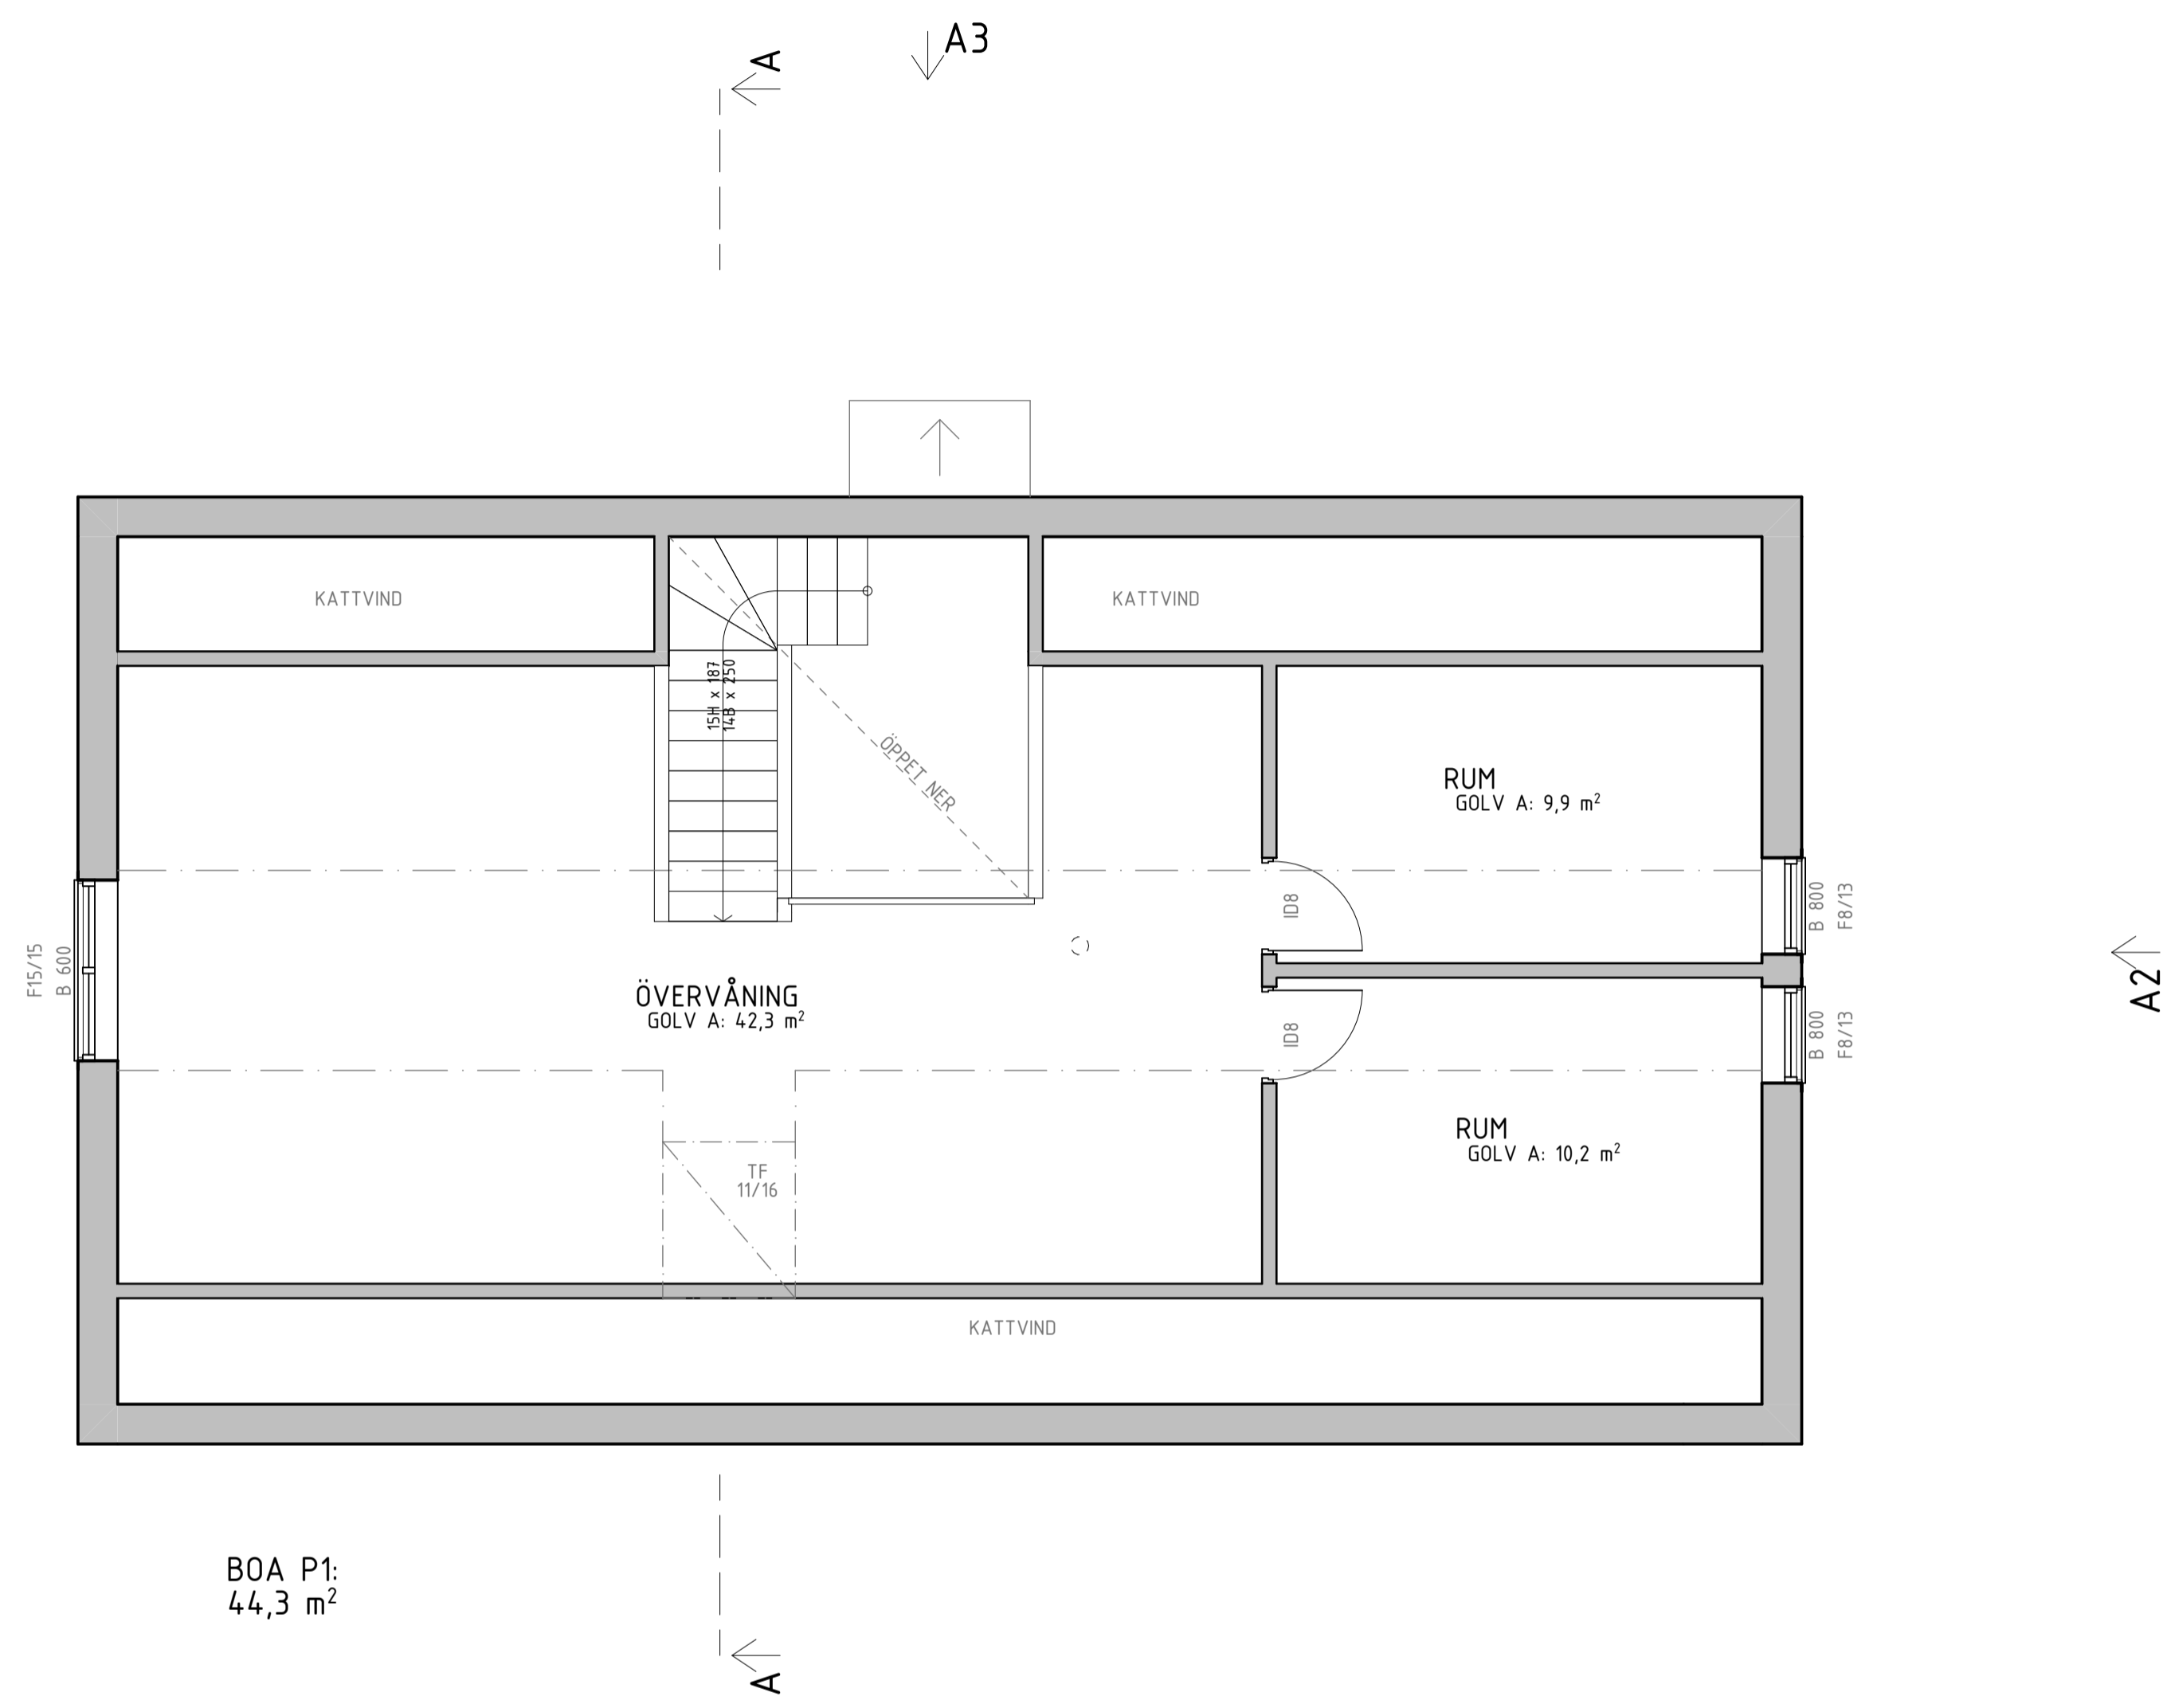 A
A3
KATTVIND
KATTVIND
15H x 187
14B x 250
ÖPPET NER
RUM
GOLV A: 9,9 m²
ID8
B 800
F8/13
F15/15
B 600
ÖVERVÅNING
GOLV A: 42,3 m²
A2
ID8
B 800
F8/13
RUM
GOLV A: 10,2 m²
TF
11/16
KATTVIND
BOA P1:
44,3 m²
A